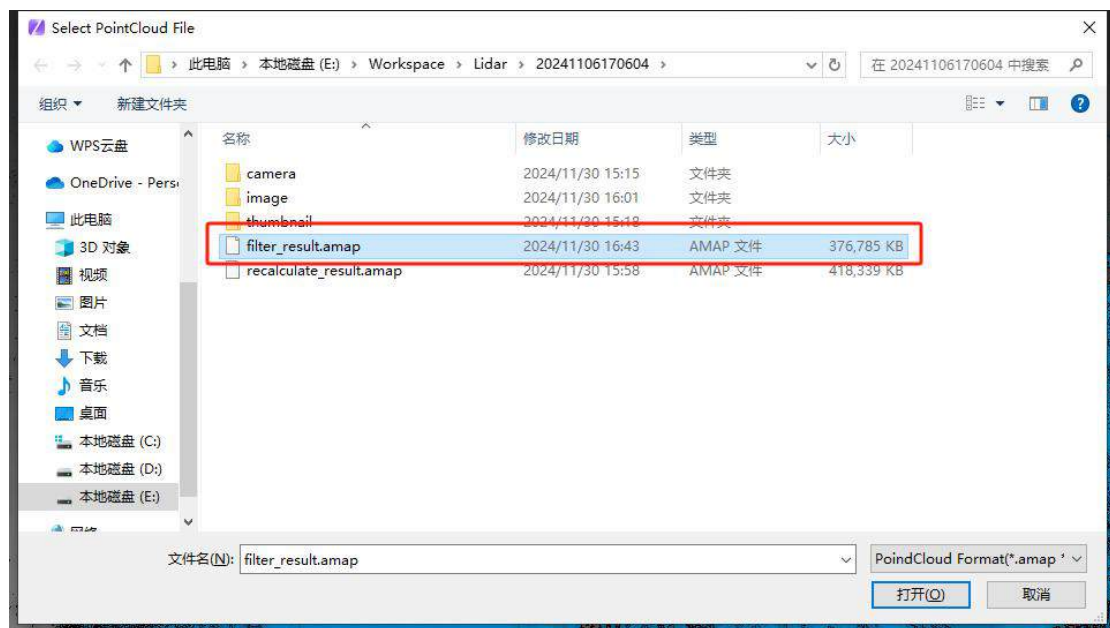 Select PointCloud File
此电脑 › 本地磁盘 (E:) › Workspace › Lidar › 20241106170604 ›
在 20241106170604 中搜索
组织
新建文件夹
名称 修改日期 类型 大小
WPS云盘
OneDrive - Pers
此电脑
3D 对象
视频
图片
文档
下载
音乐
桌面
本地磁盘 (C:)
本地磁盘 (D:)
本地磁盘 (E:)
camera 2024/11/30 15:15 文件夹
image 2024/11/30 16:01 文件夹
thumbnail 2024/11/30 15:18 文件夹
filter_result.amap 2024/11/30 16:43 AMAP 文件 376,785 KB
recalculate_result.amap 2024/11/30 15:58 AMAP 文件 418,339 KB
文件名(N): filter_result.amap
PoindCloud Format(*.amap *
打开(O) 取消